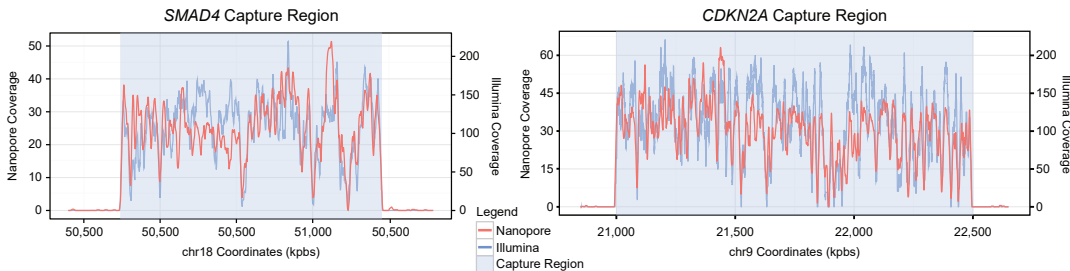 SMAD4 Capture Region
Nanopore Coverage
50
40
30
20
10
0
200
150
100
50
0
Illumina Coverage
50,500
50,500
50,500
51,000
50,500
chr18 Coordinates (kpbs)
Legend
Nanopore
Illumina
Capture Region
CDKN2A Capture Region
Nanopore Coverage
60
45
30
15
0
200
150
100
50
0
Illumina Coverage
21,000
21,500
22,000
22,500
chr9 Coordinates (kpbs)